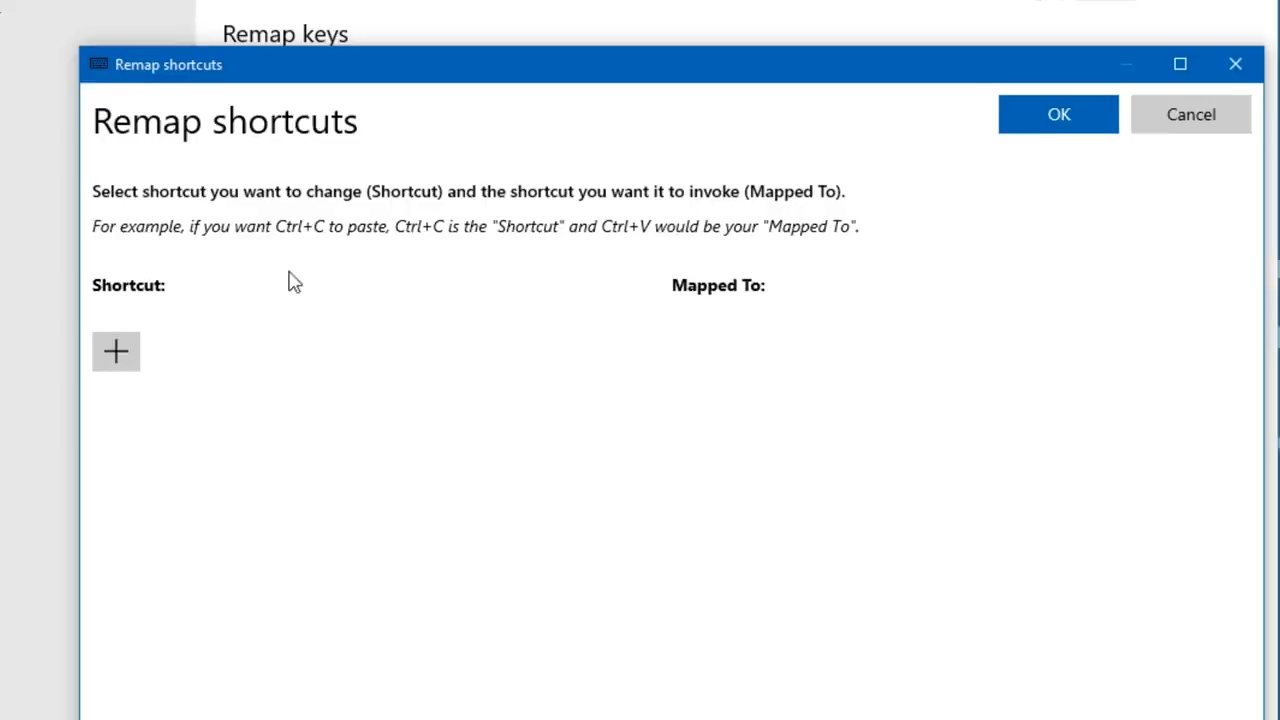 Remap keys
Remap shortcuts
Remap shortcuts
OK
Cancel
Select shortcut you want to change (Shortcut) and the shortcut you want it to invoke (Mapped To).
For example, if you want Ctrl+C to paste, Ctrl+C is the "Shortcut" and Ctrl+V would be your "Mapped To".
Shortcut:
Mapped To: